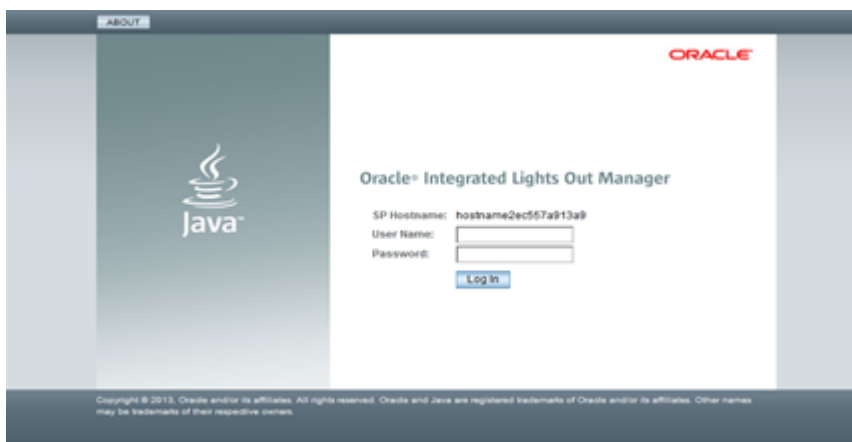 ABOUT
ORACLE
Java™
Oracle® Integrated Lights Out Manager
SP Hostname: hostname2ec557a913a9
User Name:
Password:
Log In
Copyright © 2013, Oracle and/or its affiliates. All rights reserved. Oracle and Java are registered trademarks of Oracle and/or its affiliates. Other names
may be trademarks of their respective owners.